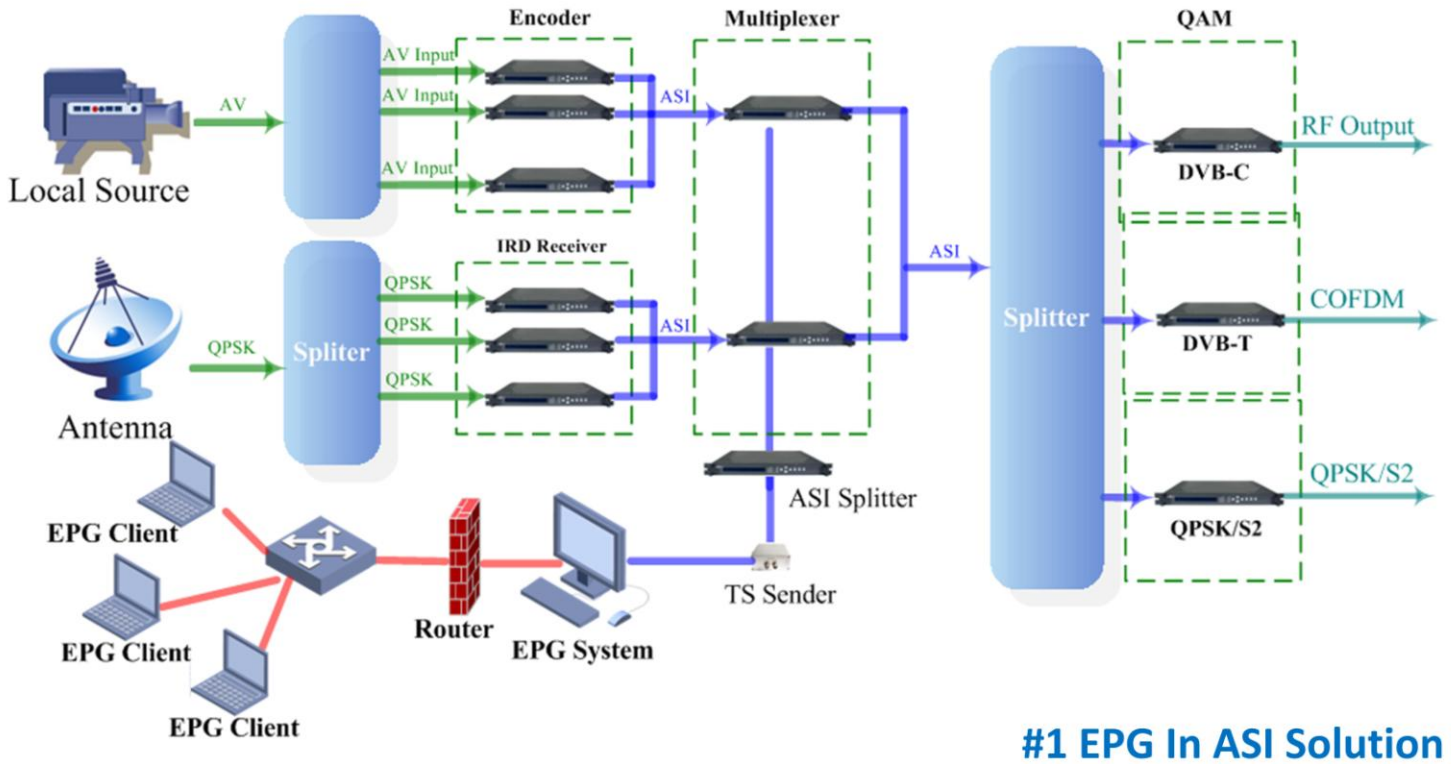 Encoder
Multiplexer
QAM
AV Input
AV Input
AV Input
AV
ASI
Local Source
RF Output
DVB-C
IRD Receiver
QPSK
QPSK
QPSK
QPSK
Spliter
ASI
ASI
Splitter
COFDM
DVB-T
Antenna
ASI Splitter
QPSK/S2
QPSK/S2
EPG Client
EPG Client
EPG Client
Router
EPG System
TS Sender
#1 EPG In ASI Solution